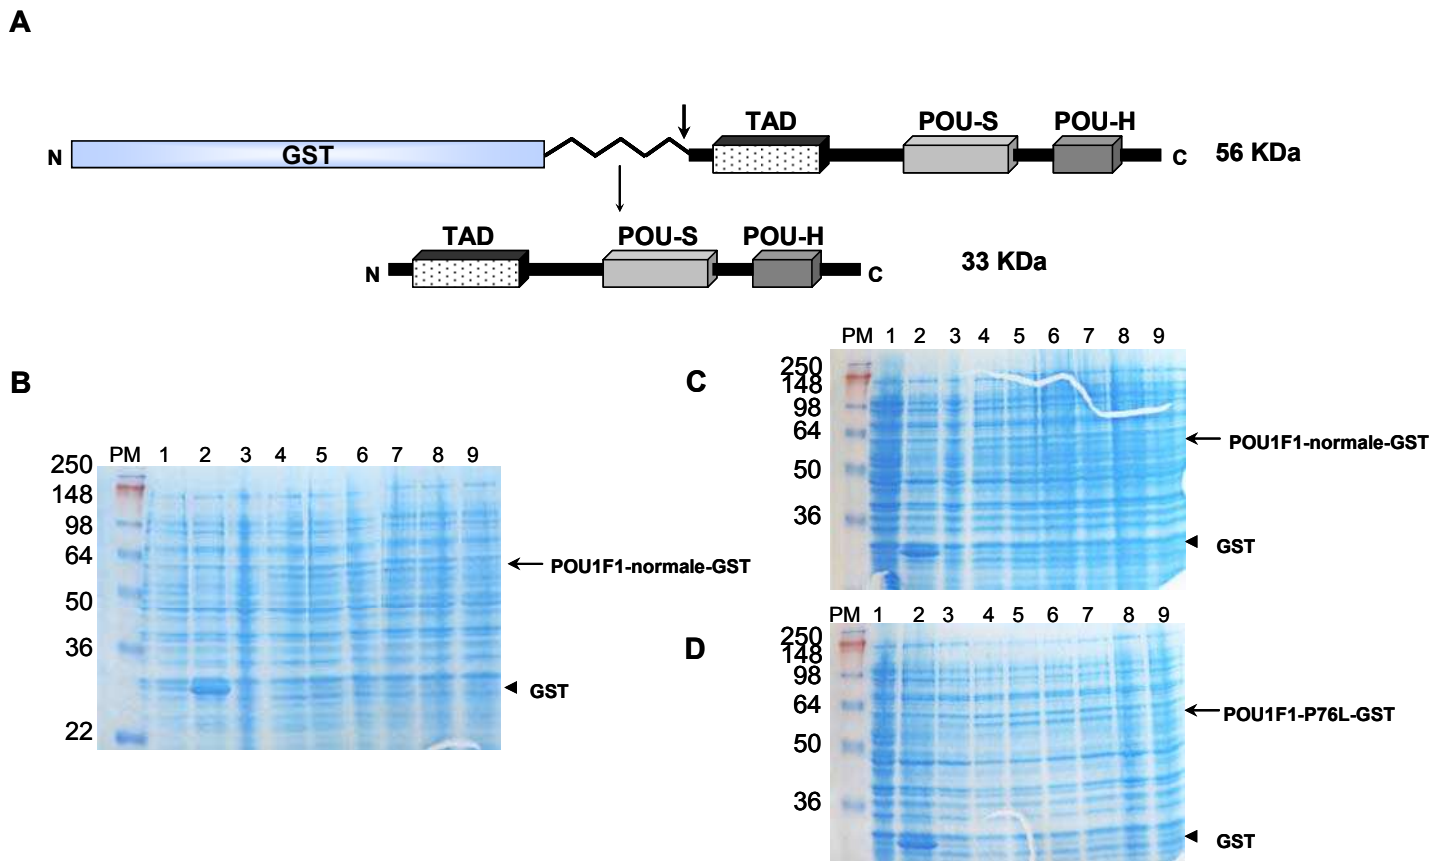 A
TAD POU-S POU-H
N GST C 56 KDa
TAD POU-S POU-H
N C 33 KDa
B
PM 1 2 3 4 5 6 7 8 9
250
148
98
64
50
36
22
POU1F1-normale-GST
GST
C
PM 1 2 3 4 5 6 7 8 9
250
148
98
64
50
36
POU1F1-normale-GST
GST
D
PM 1 2 3 4 5 6 7 8 9
250
148
98
64
50
36
POU1F1-P76L-GST
GST